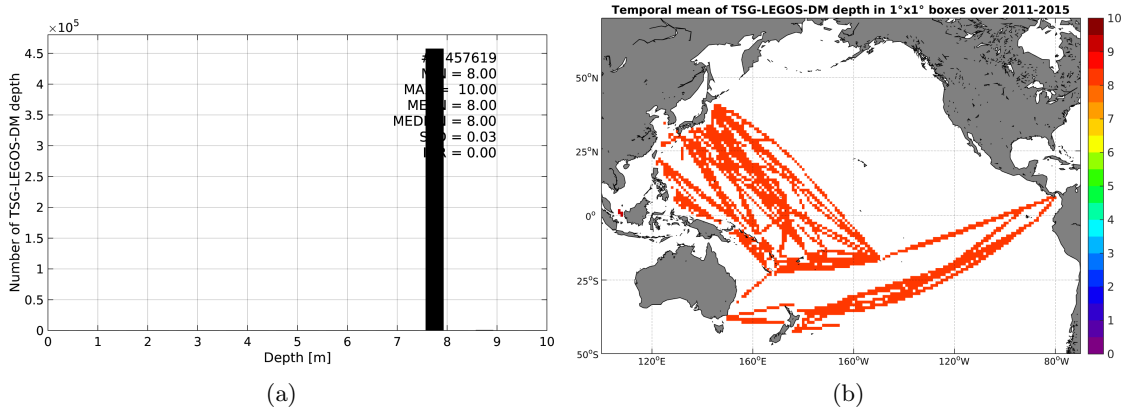 ×10⁵
4.5
4
3.5
3
2.5
2
1.5
1
0.5
0
Number of TSG-LEGOS-DM depth
# 457619
MIN = 8.00
MAX = 10.00
MEAN = 8.00
MEDIAN = 8.00
STD = 0.03
IQR = 0.00
0 1 2 3 4 5 6 7 8 9 10
Depth [m]
(a)
Temporal mean of TSG-LEGOS-DM depth in 1°x1° boxes over 2011-2015
50°N
25°N
0°
25°S
50°S
120°E 160°E 160°W 120°W 80°W
10
9
8
7
6
5
4
3
2
1
0
(b)